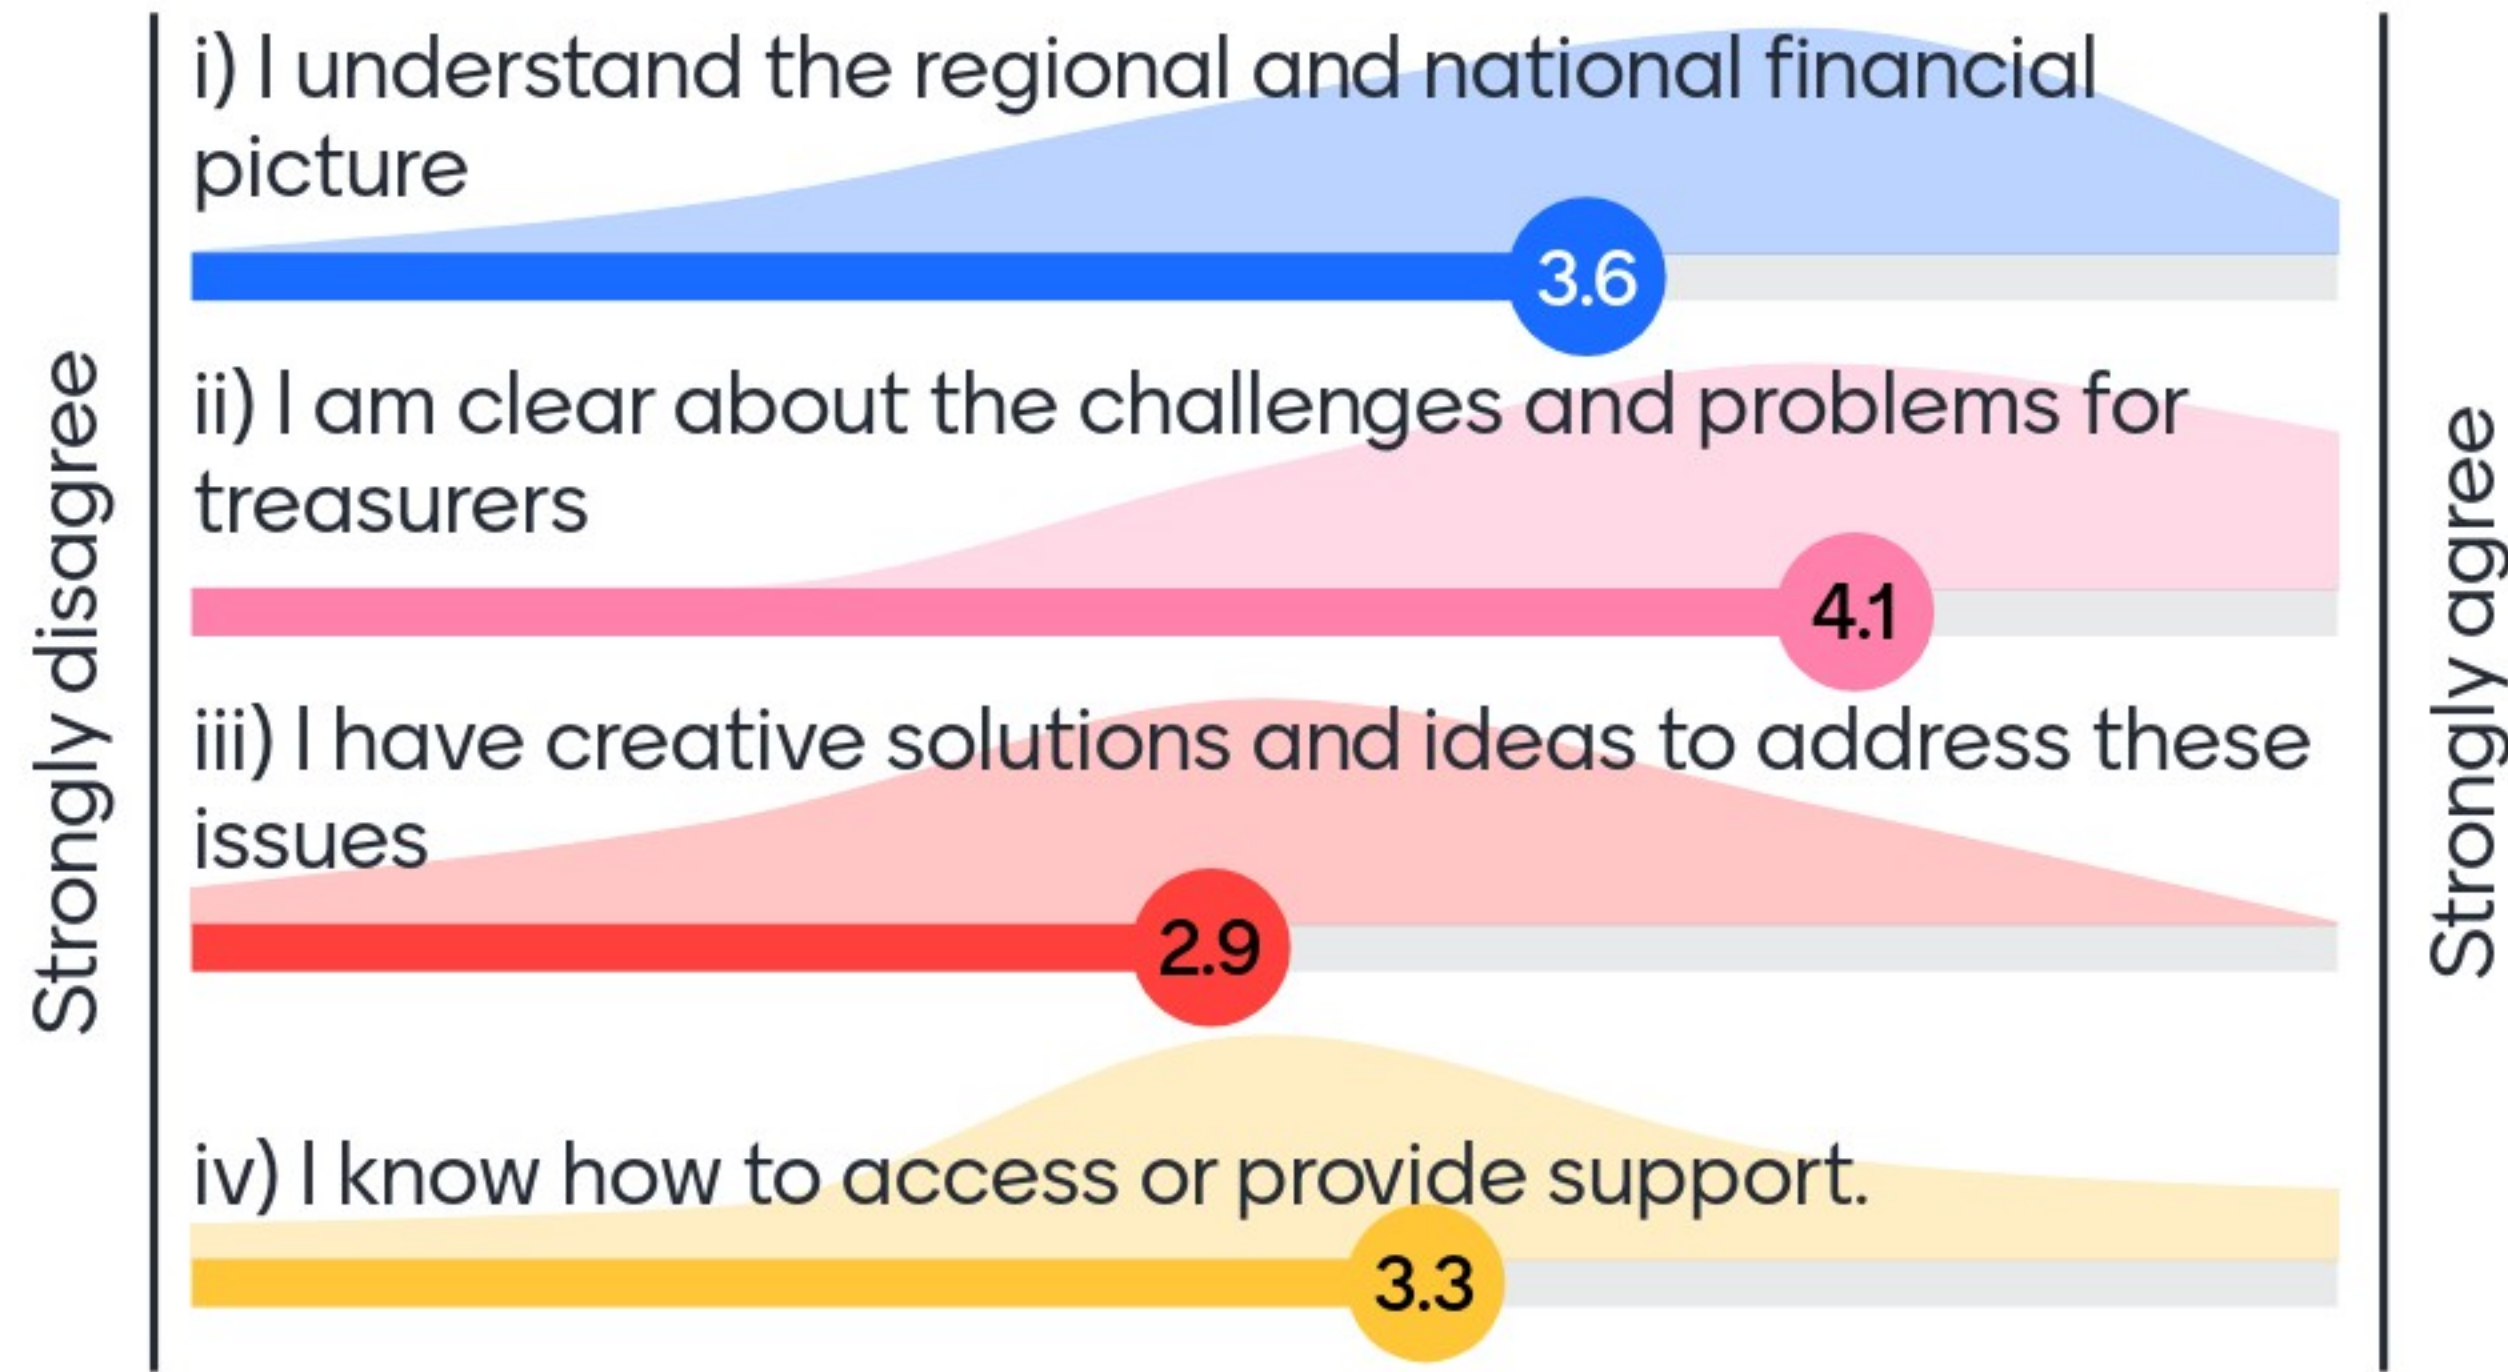 Strongly disagree
i) I understand the regional and national financial
picture
3.6
ii) I am clear about the challenges and problems for
treasurers
4.1
iii) I have creative solutions and ideas to address these
issues
2.9
iv) I know how to access or provide support.
3.3
Strongly agree